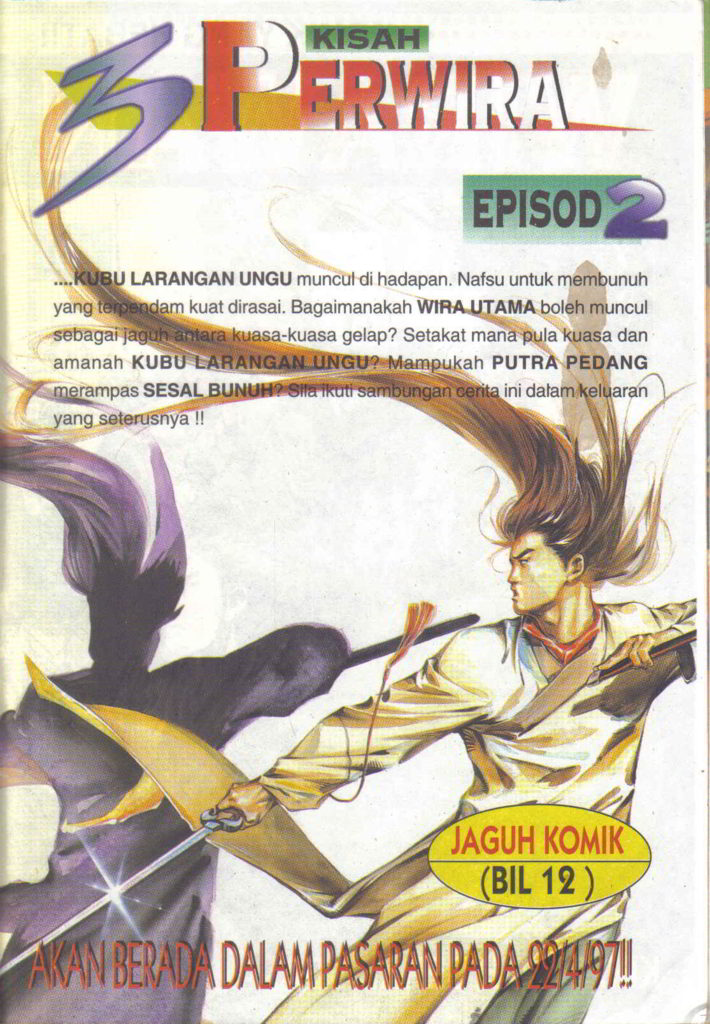 3 KISAH
PERWIRA
EPISOD 2
....KUBU LARANGAN UNGU muncul di hadapan. Nafsu untuk membunuh
yang terpendam kuat dirasai. Bagaimanakah WIRA UTAMA boleh muncul
sebagai jaguh antara kuasa-kuasa gelap? Setakat mana pula kuasa dan
amanah KUBU LARANGAN UNGU? Mampukah PUTRA PEDANG
merampas SESAL BUNUH? Sila ikuti sambungan cerita ini dalam keluaran
yang seterusnya !!
JAGUH KOMIK
(BIL 12 )
AKAN BERADA DALAM PASARAN PADA 22/4/97!!